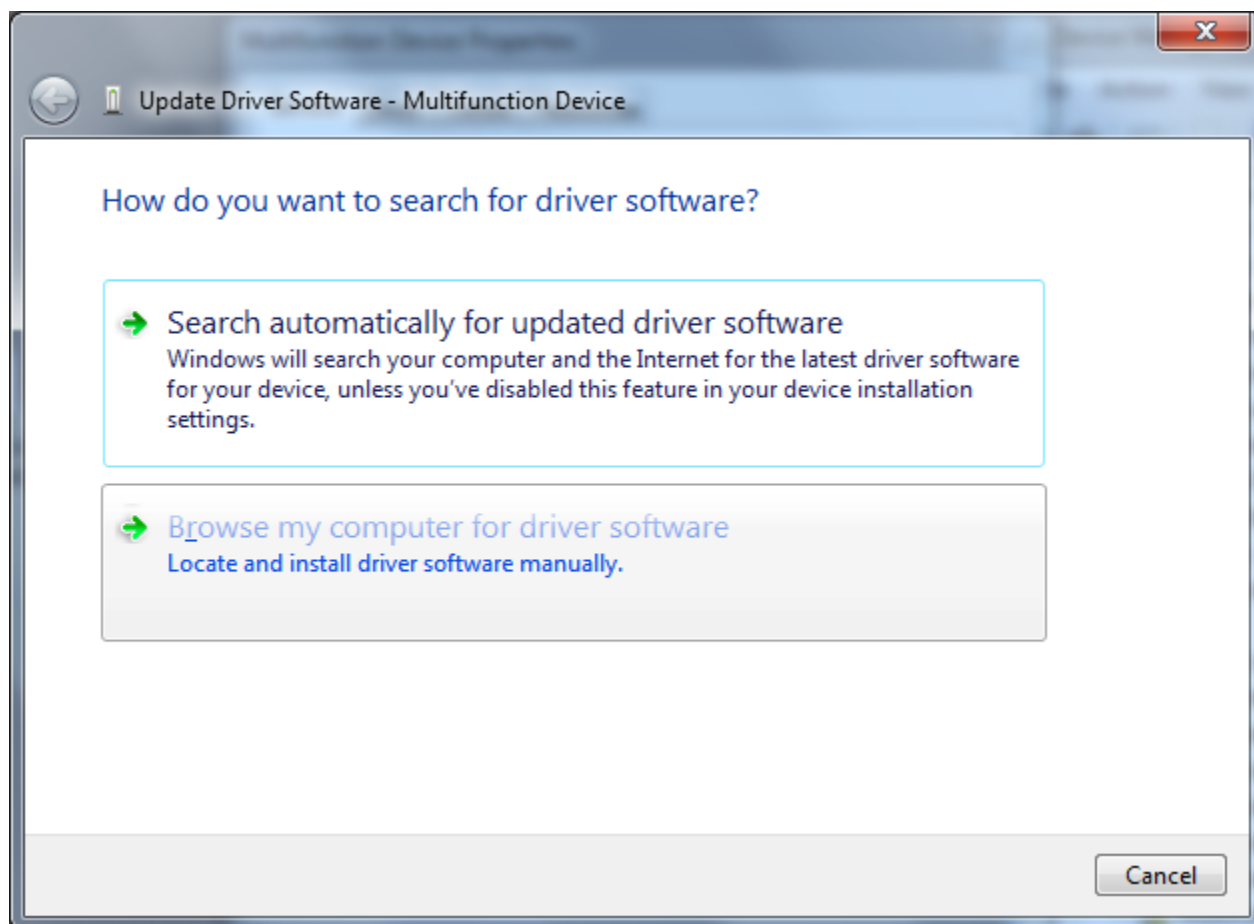 Multifunction Device Properties
Update Driver Software - Multifunction Device
How do you want to search for driver software?
Search automatically for updated driver software
Windows will search your computer and the Internet for the latest driver software
for your device, unless you've disabled this feature in your device installation
settings.
Browse my computer for driver software
Locate and install driver software manually.
Cancel